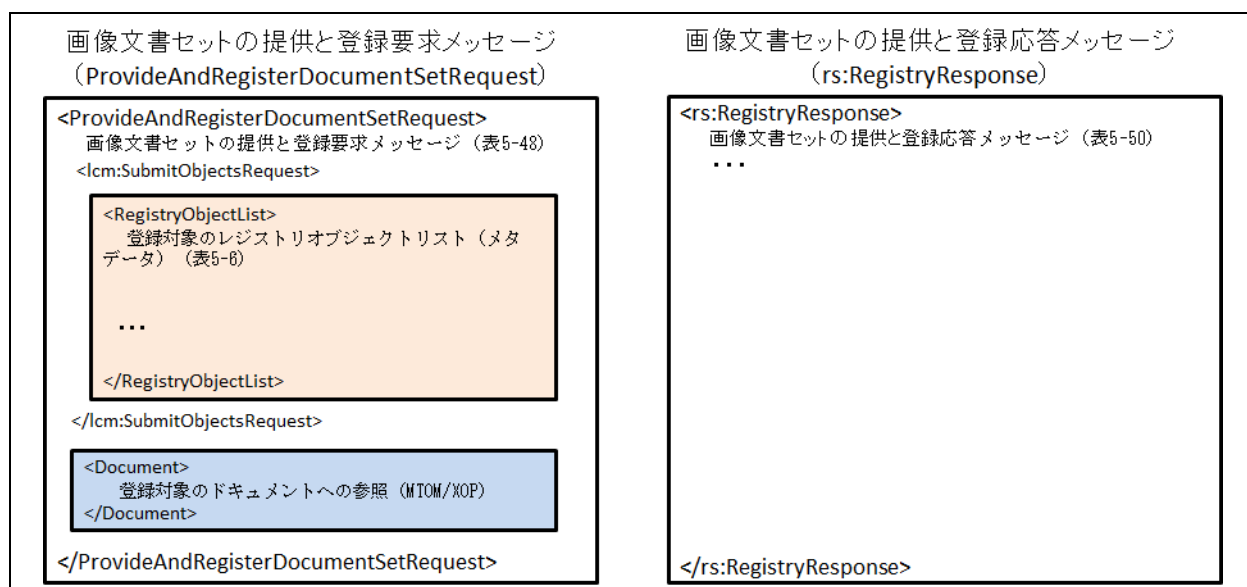 画像文書セットの提供と登録要求メッセージ
（ProvideAndRegisterDocumentSetRequest）
<ProvideAndRegisterDocumentSetRequest>
画像文書セットの提供と登録要求メッセージ（表5-48）
<lcm:SubmitObjectsRequest>
<RegistryObjectList>
登録対象のレジストリオブジェクトリスト（メタ
データ）（表5-6）
...
</RegistryObjectList>
</lcm:SubmitObjectsRequest>
<Document>
登録対象のドキュメントへの参照（MTOM/XOP）
</Document>
</ProvideAndRegisterDocumentSetRequest>
画像文書セットの提供と登録応答メッセージ
（rs:RegistryResponse）
<rs:RegistryResponse>
画像文書セットの提供と登録応答メッセージ（表5-50）
・・・
</rs:RegistryResponse>